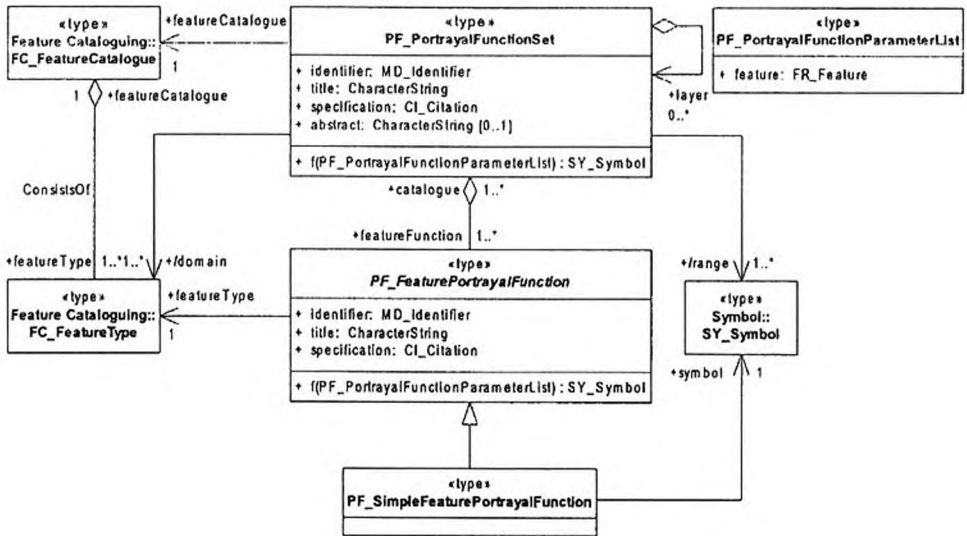 «type»
Feature Cataloguing::
FC_FeatureCatalogue
+featureCatalogue
1
1
+featureCatalogue
«type»
PF_PortrayalFunctionSet
+ identifier: MD_Identifier
+ title: CharacterString
+ specification: CI_Citation
+ abstract: CharacterString [0..1]
+ f(PF_PortrayalFunctionParameterList) : SY_Symbol
+layer
0..*
«type»
PF_PortrayalFunctionParameterList
+ feature: FR_Feature
ConsistsOf
+catalogue
1..*
+featureFunction
1..*
+featureType
1..*
1..*
+/domain
+/range
1..*
«type»
Feature Cataloguing::
FC_FeatureType
+featureType
1
«type»
PF_FeaturePortrayalFunction
+ identifier: MD_Identifier
+ title: CharacterString
+ specification: CI_Citation
+ f(PF_PortrayalFunctionParameterList) : SY_Symbol
«type»
Symbol::
SY_Symbol
+symbol
1
«type»
PF_SimpleFeaturePortrayalFunction